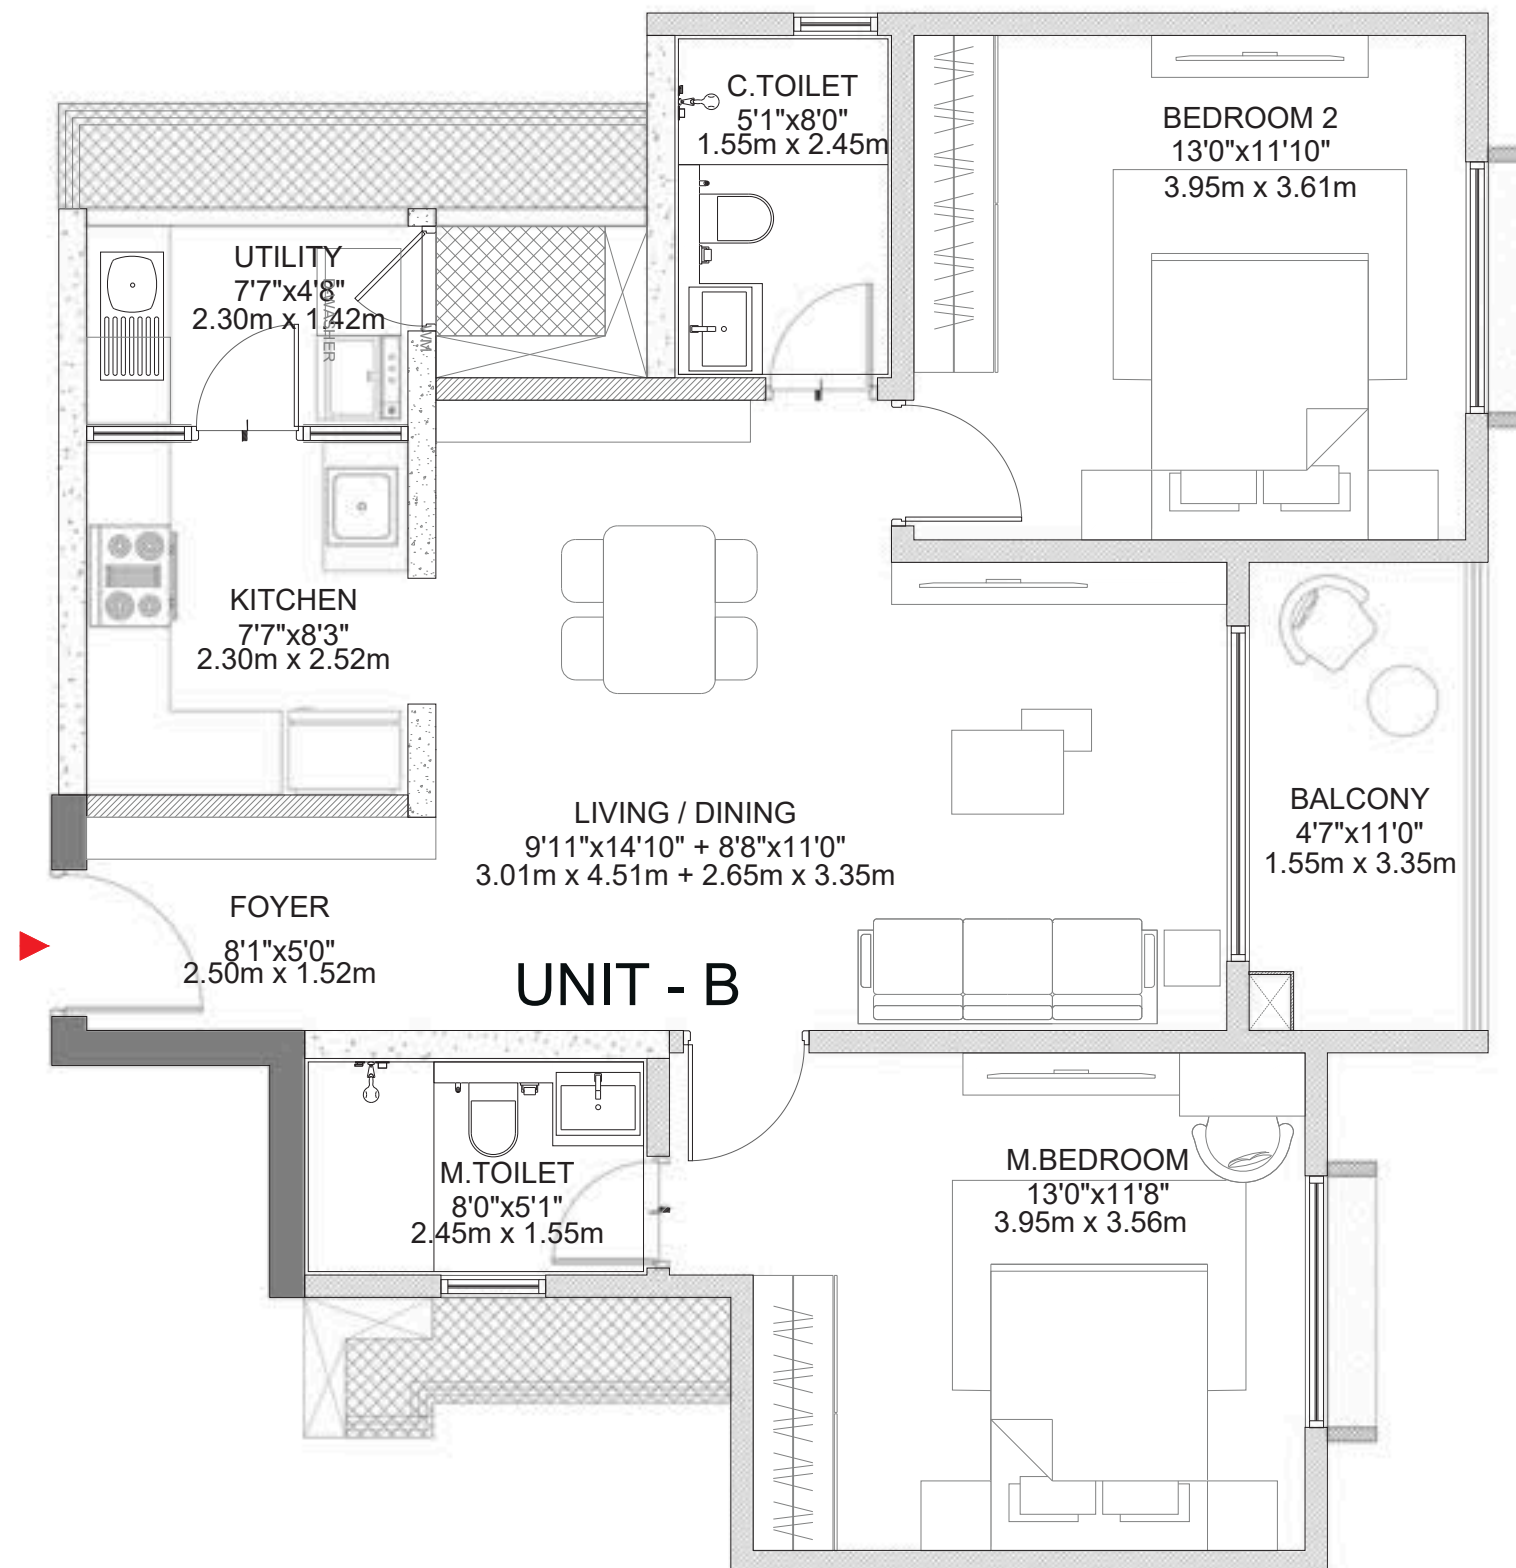 C.TOILET
5'1"x8'0"
1.55m x 2.45m
BEDROOM 2
13'0"x11'10"
3.95m x 3.61m
UTILITY
7'7"x4'8"
2.30m x 1.42m
KITCHEN
7'7"x8'3"
2.30m x 2.52m
LIVING / DINING
9'11"x14'10" + 8'8"x11'0"
3.01m x 4.51m + 2.65m x 3.35m
BALCONY
4'7"x11'0"
1.55m x 3.35m
FOYER
8'1"x5'0"
2.50m x 1.52m
UNIT - B
M.TOILET
8'0"x5'1"
2.45m x 1.55m
M.BEDROOM
13'0"x11'8"
3.95m x 3.56m